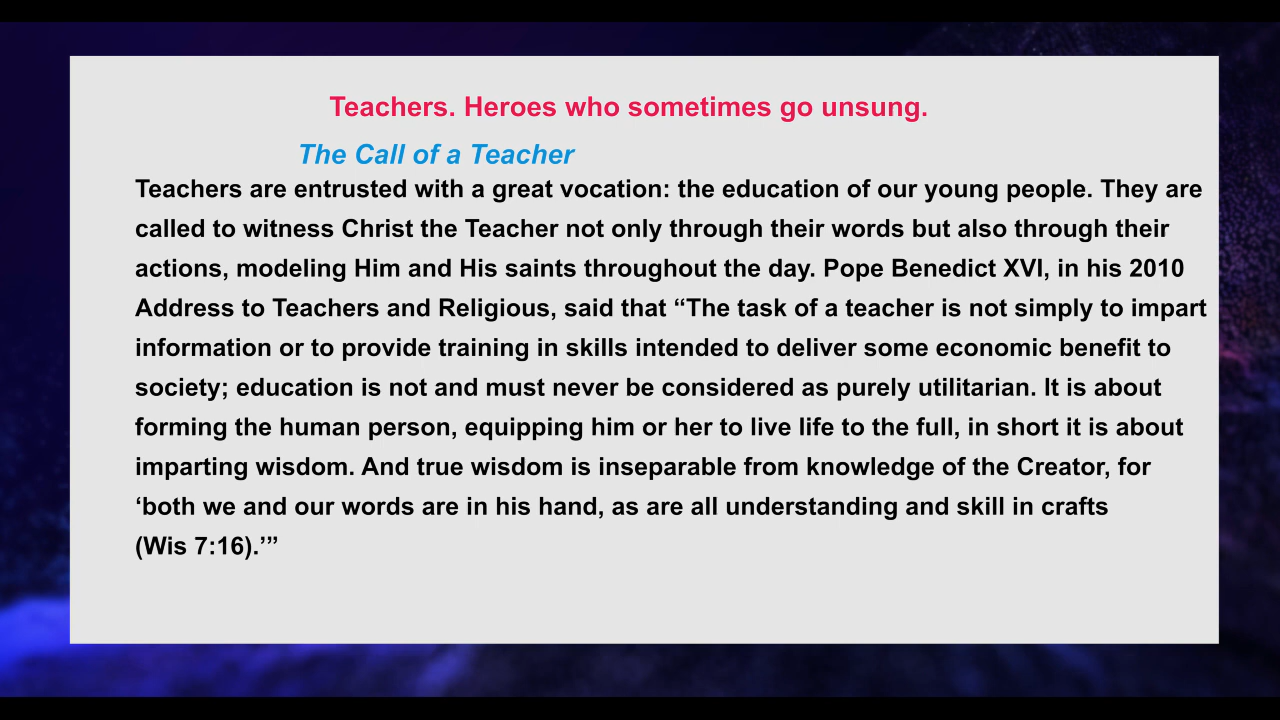 Teachers. Heroes who sometimes go unsung.
The Call of a Teacher
Teachers are entrusted with a great vocation: the education of our young people. They are
called to witness Christ the Teacher not only through their words but also through their
actions, modeling Him and His saints throughout the day. Pope Benedict XVI, in his 2010
Address to Teachers and Religious, said that “The task of a teacher is not simply to impart
information or to provide training in skills intended to deliver some economic benefit to
society; education is not and must never be considered as purely utilitarian. It is about
forming the human person, equipping him or her to live life to the full, in short it is about
imparting wisdom. And true wisdom is inseparable from knowledge of the Creator, for
‘both we and our words are in his hand, as are all understanding and skill in crafts
(Wis 7:16).’”